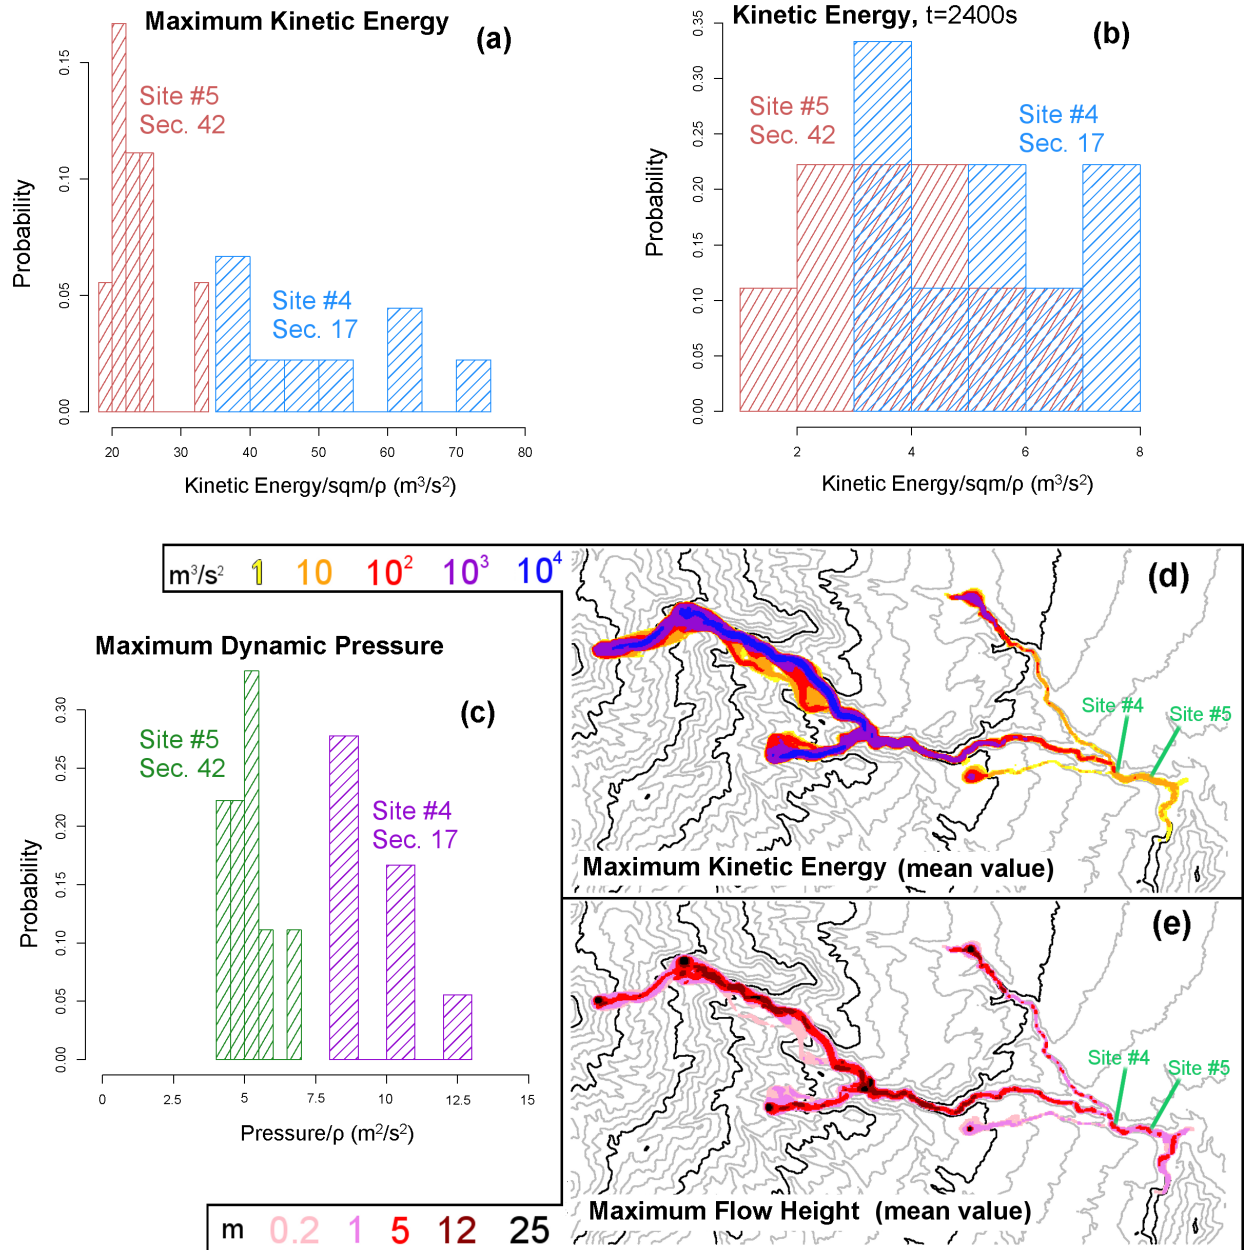 Maximum Kinetic Energy
(a)
Probability
0.00
0.05
0.10
0.15
Site #5
Sec. 42
Site #4
Sec. 17
20 30 40 50 60 70 80
Kinetic Energy/sqm/ρ (m³/s²)
Kinetic Energy, t=2400s
(b)
Probability
0.00
0.05
0.10
0.15
0.20
0.25
0.30
0.35
Site #5
Sec. 42
Site #4
Sec. 17
2 4 6 8
Kinetic Energy/sqm/ρ (m³/s²)
m³/s² 1 10 10² 10³ 10⁴
Maximum Dynamic Pressure
(c)
Probability
0.00
0.05
0.10
0.15
0.20
0.25
0.30
Site #5
Sec. 42
Site #4
Sec. 17
0 2.5 5 7.5 10 12.5 15
Pressure/ρ (m²/s²)
(d)
Site #4
Site #5
Maximum Kinetic Energy (mean value)
(e)
Site #4
Site #5
Maximum Flow Height (mean value)
m 0.2 1 5 12 25